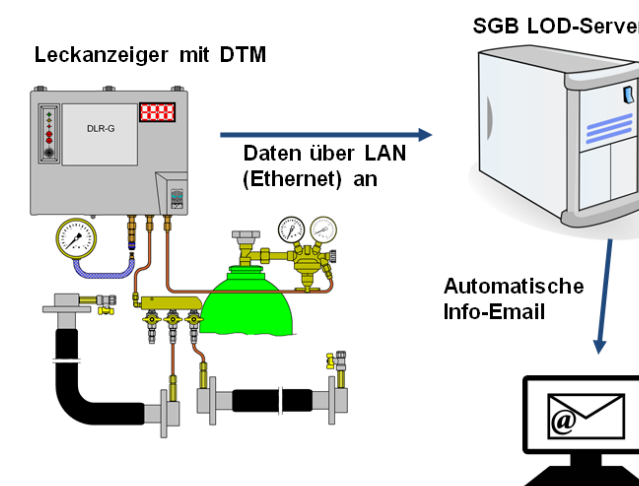 SGB LOD-Server
Leckanzeiger mit DTM
DLR-G
Daten über LAN
(Ethernet) an
Automatische
Info-Email
@